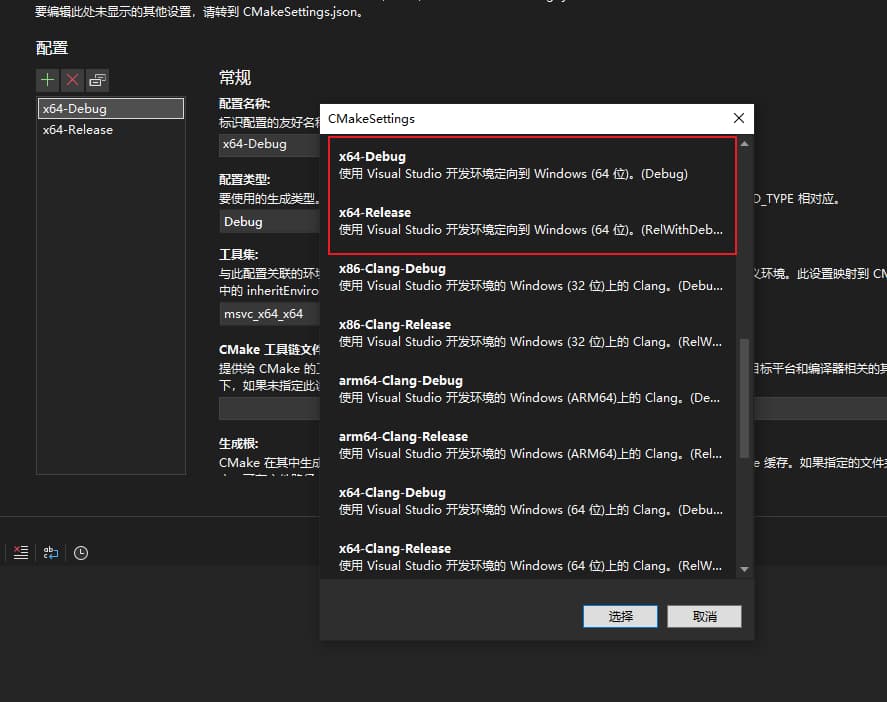 要编辑此处未显示的其他设置，请转到 CMakeSettings.json。
配置
常规
x64-Debug
x64-Release
配置名称:
标识配置的友好名称
x64-Debug
配置类型:
要使用的生成类型。
D_TYPE 相对应。
Debug
工具集:
与此配置关联的环境
义环境。此设置映射到 CM
中的 inheritEnviro
msvc_x64_x64
CMake 工具链文件
提供给 CMake 的工
目标平台和编译器相关的其
下，如果未指定此设
生成根:
CMake 在其中生成
e 缓存。如果指定的文件夹
CMakeSettings
x64-Debug
使用 Visual Studio 开发环境定向到 Windows (64 位)。(Debug)
x64-Release
使用 Visual Studio 开发环境定向到 Windows (64 位)。(RelWithDeb...
x86-Clang-Debug
使用 Visual Studio 开发环境的 Windows (32 位)上的 Clang。(Debu...
x86-Clang-Release
使用 Visual Studio 开发环境的 Windows (32 位)上的 Clang。(RelW...
arm64-Clang-Debug
使用 Visual Studio 开发环境的 Windows (ARM64)上的 Clang。(De...
arm64-Clang-Release
使用 Visual Studio 开发环境的 Windows (ARM64)上的 Clang。(Rel...
x64-Clang-Debug
使用 Visual Studio 开发环境的 Windows (64 位)上的 Clang。(Debu...
x64-Clang-Release
使用 Visual Studio 开发环境的 Windows (64 位)上的 Clang。(RelW...
选择
取消